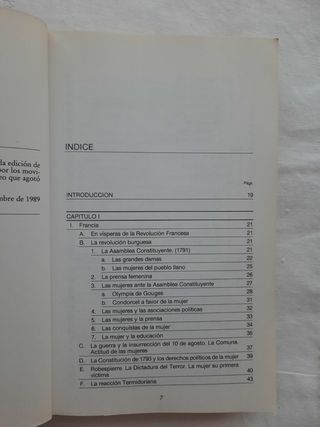 la edición de
por los movi-
eo que agotó
mbre de 1989
INDICE
Págs.
INTRODUCCION 19
CAPITULO I
I. Francia 21
A. En vísperas de la Revolución Francesa 21
B. La revolución burguesa 21
1. La Asamblea Constituyente. (1791) 21
a. Las grandes damas 22
b. Las mujeres del pueblo llano 25
2. La prensa femenina 26
3. Las mujeres ante la Asamblea Constituyente 27
a. Olympia de Gouges 28
b. Condorcet a favor de la mujer 31
4. Las mujeres y las asociaciones políticas 32
5. Las mujeres y la prensa 33
6. Las conquistas de la mujer 34
7. La mujer y la educación 35
C. La guerra y la insurrección del 10 de agosto. La Comuna.
Actitud de las mujeres 37
D. La Constitución de 1793 y los derechos políticos de la mujer 39
E. Robespierre. La Dictadura del Terror. La mujer su primera
víctima 40
F. La reacción Termidoriana 43
7